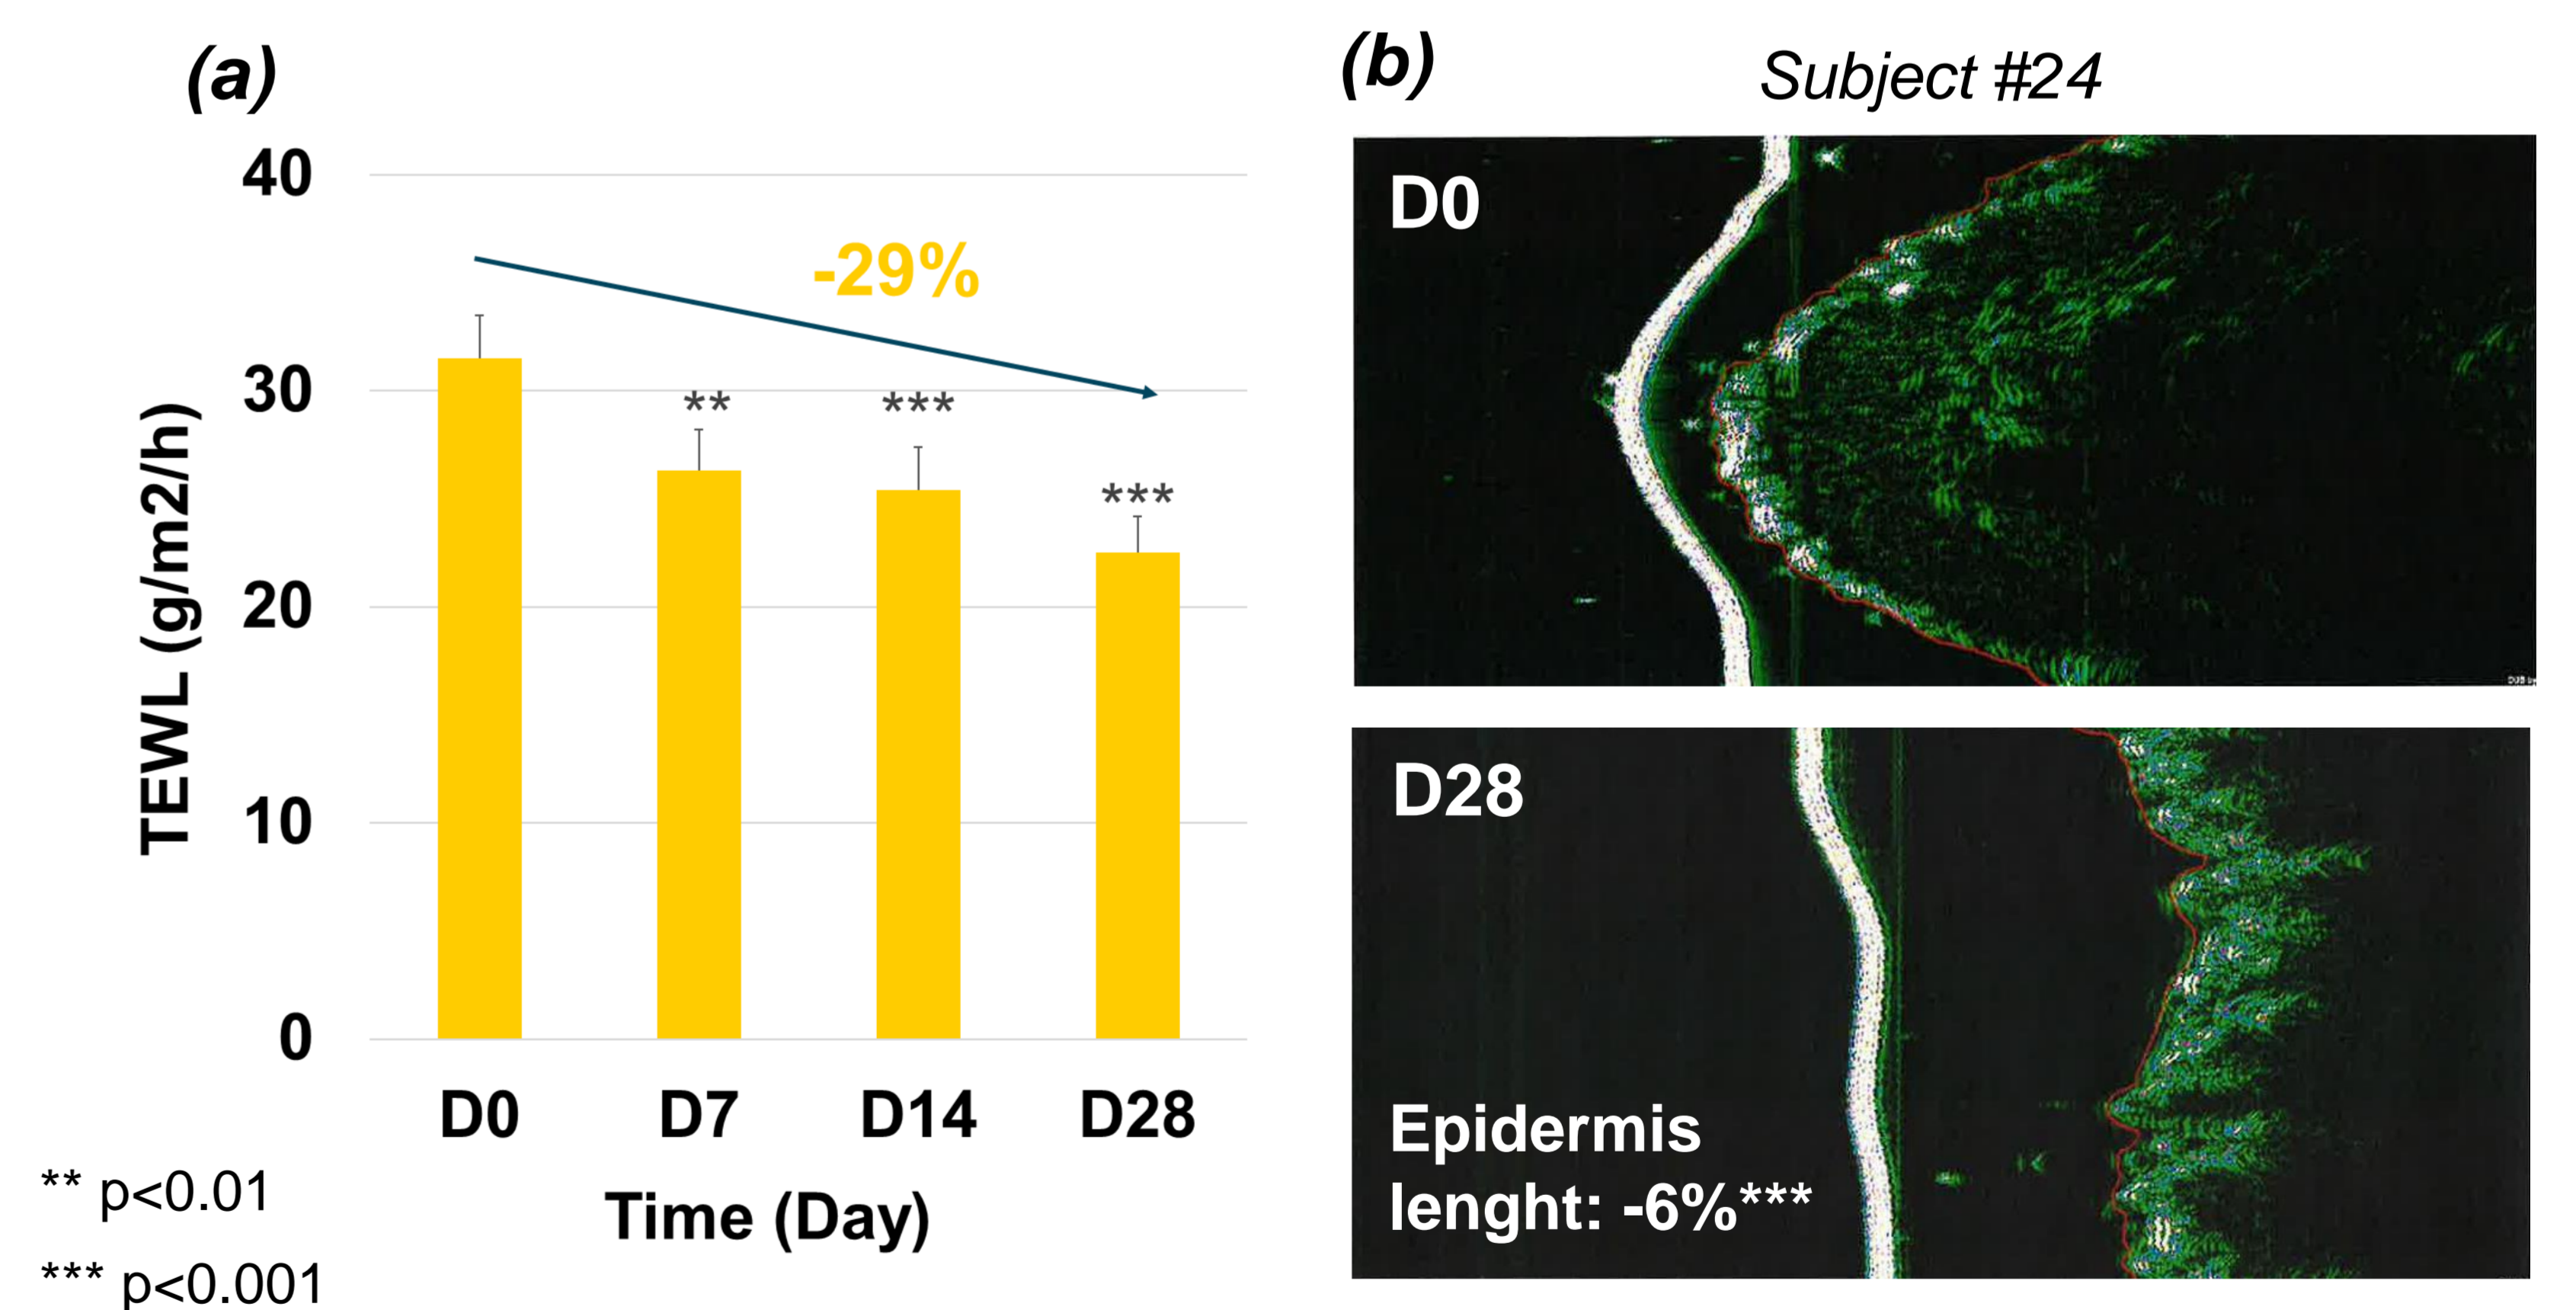 (a)
40
30
20
10
0
TEWL (g/m2/h)
-29%
**
***
***
D0 D7 D14 D28
Time (Day)
** p<0.01
*** p<0.001
(b)
Subject #24
D0
D28
Epidermis
lenght: -6%***